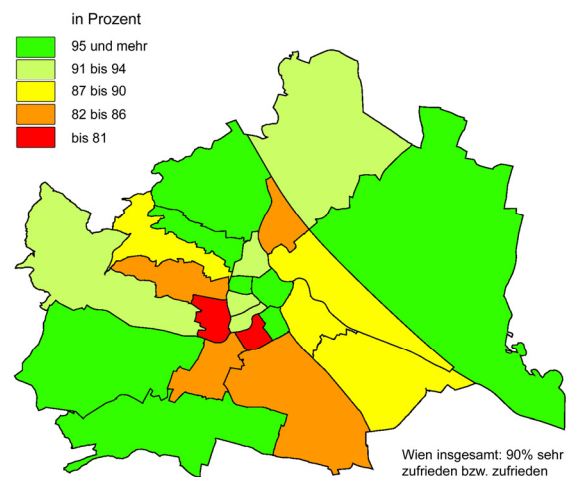 in Prozent
95 und mehr
91 bis 94
87 bis 90
82 bis 86
bis 81
Wien insgesamt: 90% sehr
zufrieden bzw. zufrieden